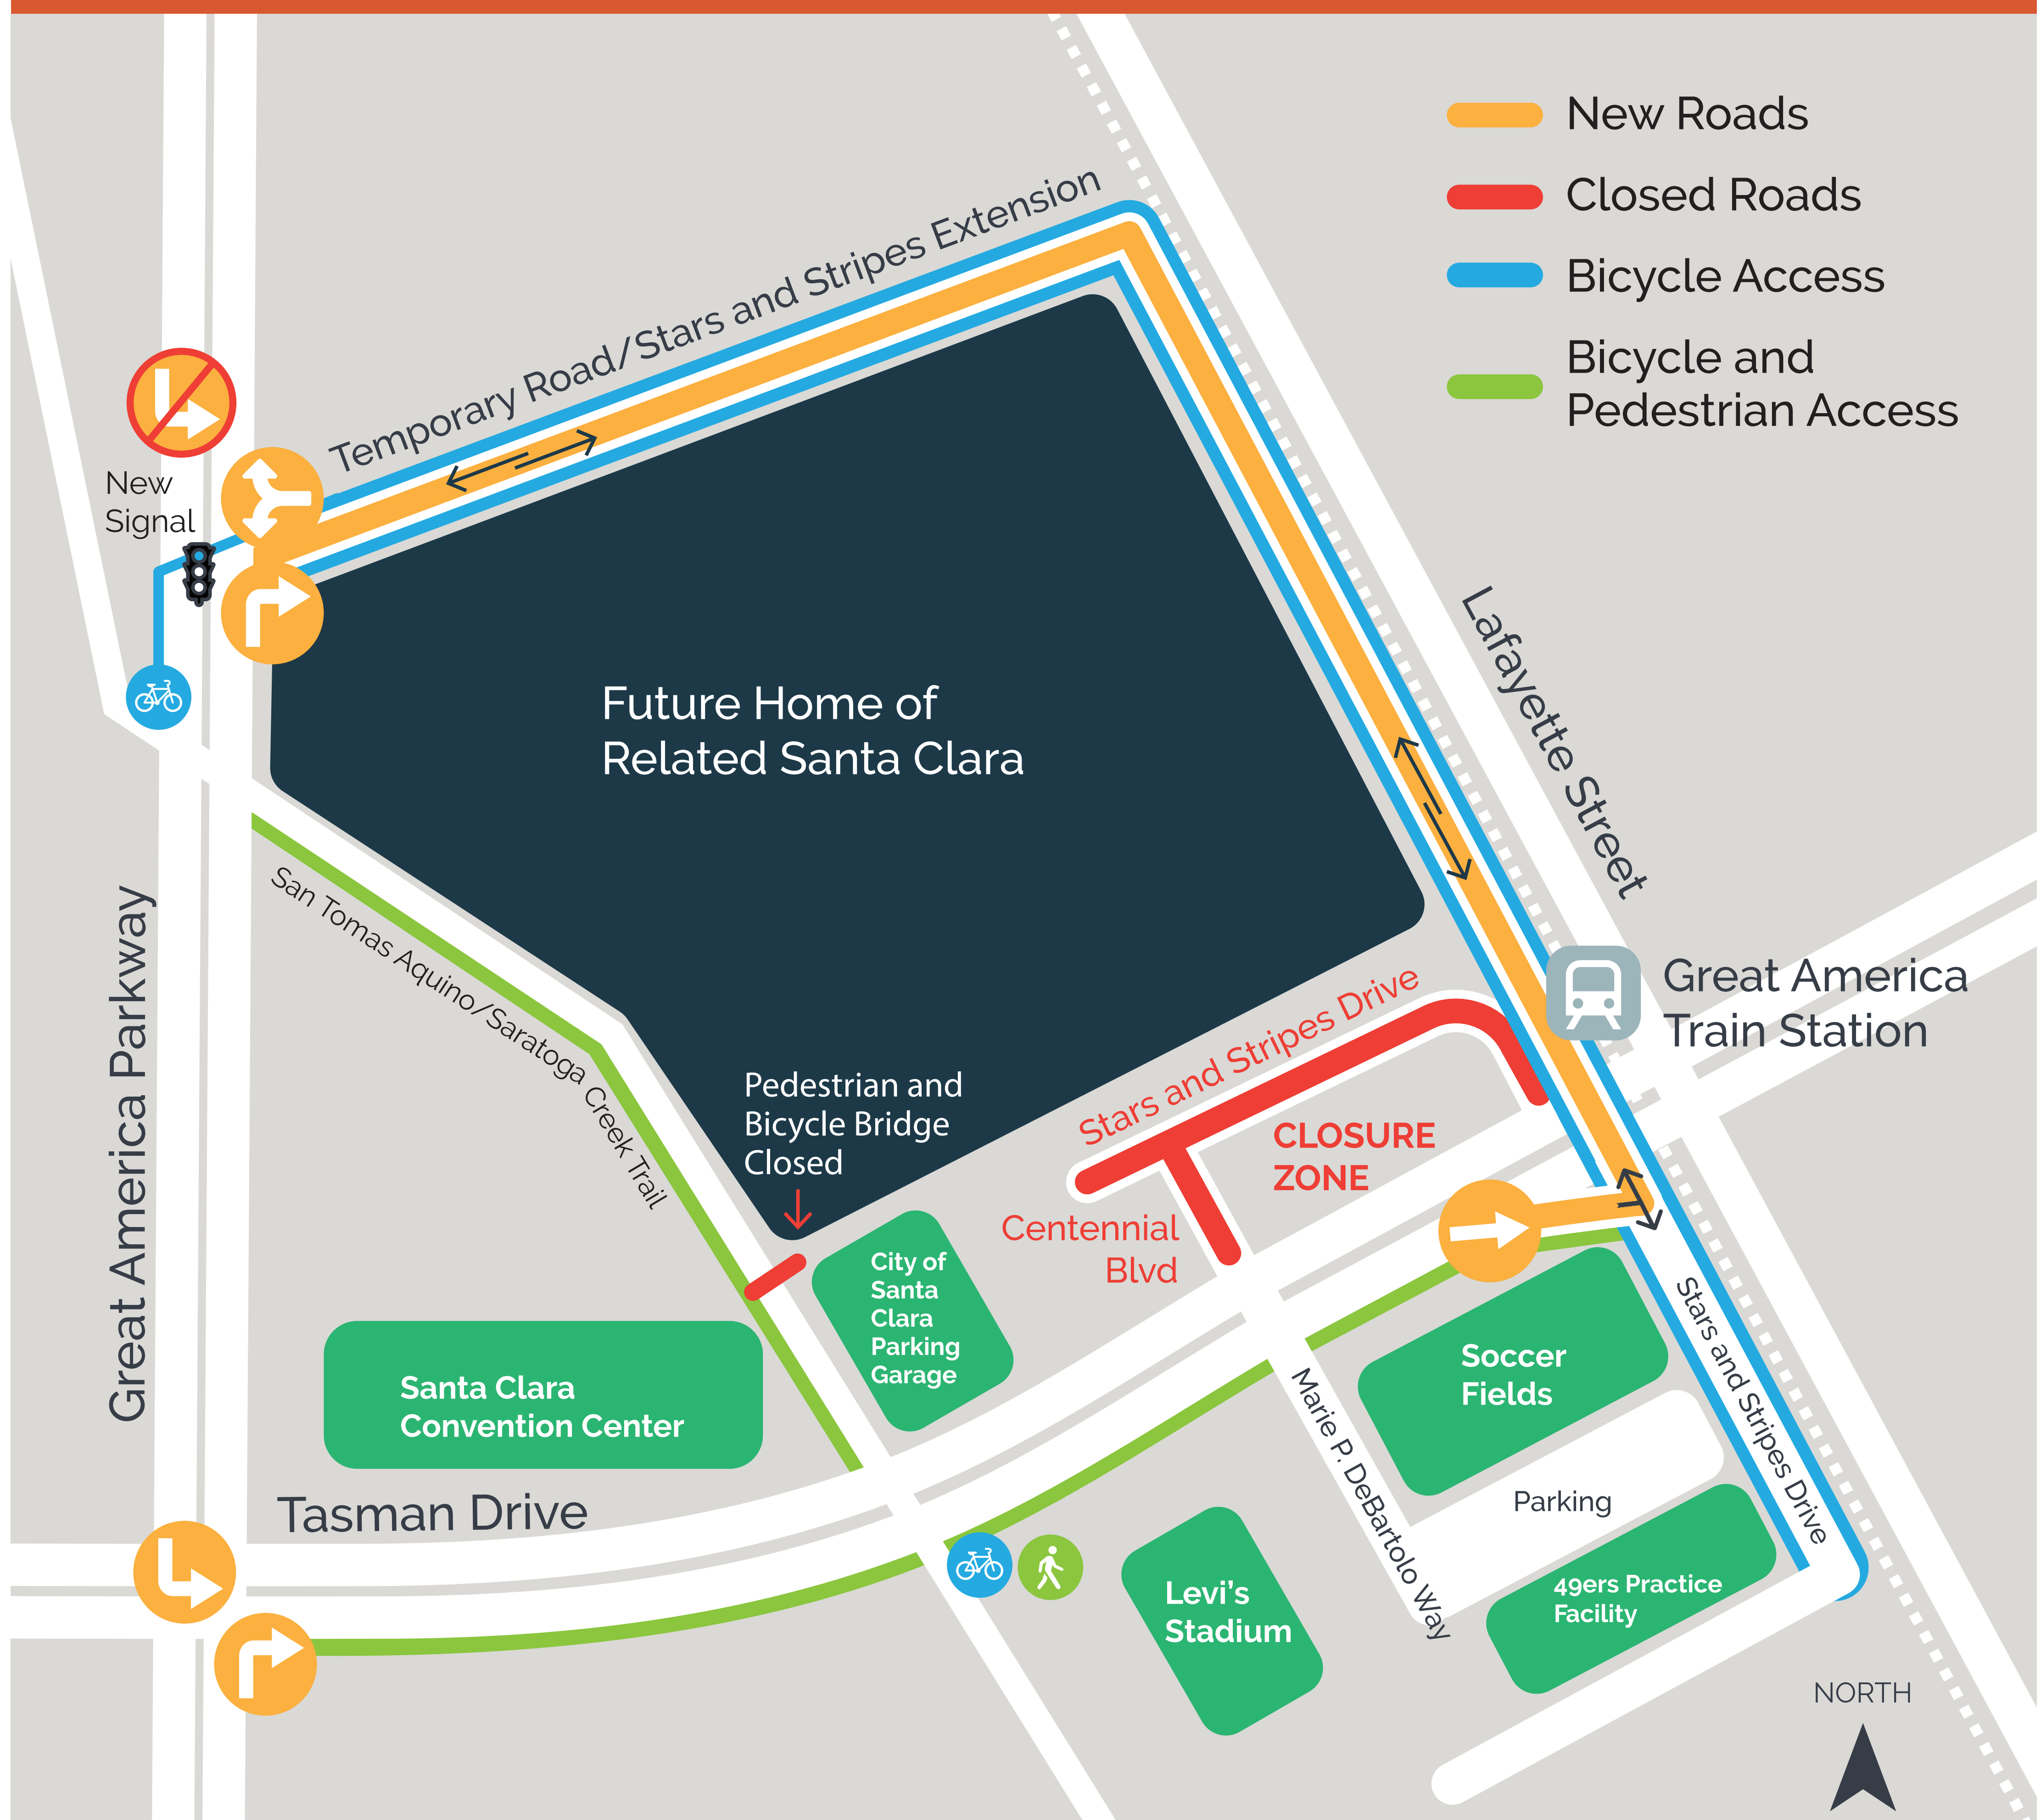 New Roads
Closed Roads
Bicycle Access
Bicycle and
Pedestrian Access
Temporary Road/Stars and Stripes Extension
New
Signal
Future Home of
Related Santa Clara
Lafayette Street
Great America Parkway
San Tomas Aquino/Saratoga Creek Trail
Great America
Train Station
Stars and Stripes Drive
Pedestrian and
Bicycle Bridge
Closed
CLOSURE
ZONE
Centennial
Blvd
City of
Santa
Clara
Parking
Garage
Santa Clara
Convention Center
Soccer
Fields
Stars and Stripes Drive
Marie P. DeBartolo Way
Parking
Tasman Drive
Levi's
Stadium
49ers Practice
Facility
NORTH